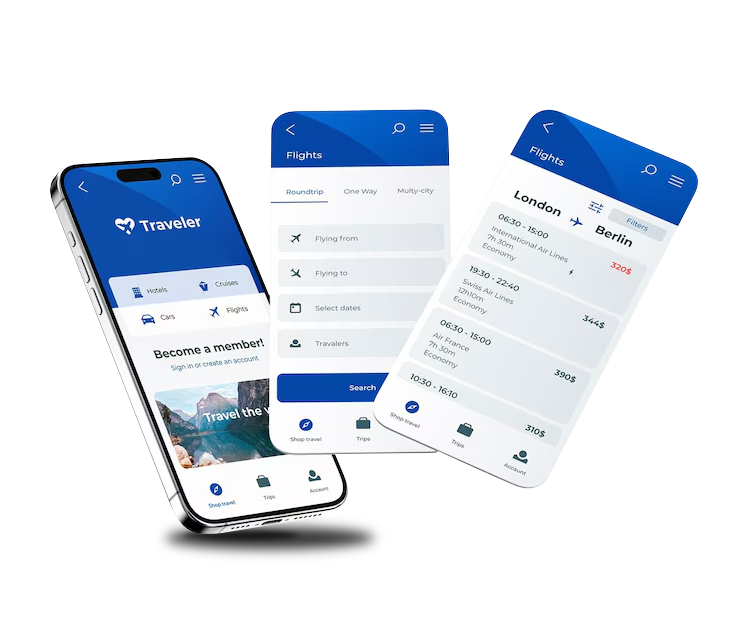 Traveler
Hotels
Cruises
Cars
Flights
Become a member!
Sign in or create an account
Travel the
Shop travel
Trips
Account
Flights
Roundtrip
One Way
Multy-city
Flying from
Flying to
Select dates
Travelers
Search
Shop travel
Trips
Flights
Filters
London
Berlin
06:30 - 15:00
International Air Lines
7h 30m
Economy
320$
19:30 - 22:40
Swiss Air Lines
12h10m
Economy
344$
06:30 - 15:00
Air France
7h 30m
Economy
390$
10:30 - 16:10
310$
Shop travel
Trips
Account